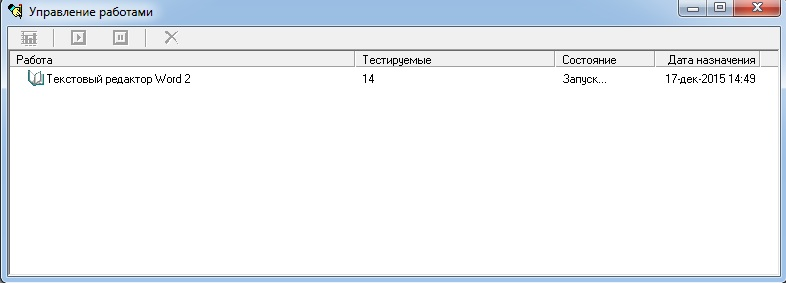 Управление работами
Работа Тестируемые Состояние Дата назначения
Текстовый редактор Word 2 14 Запуск... 17-дек-2015 14:49